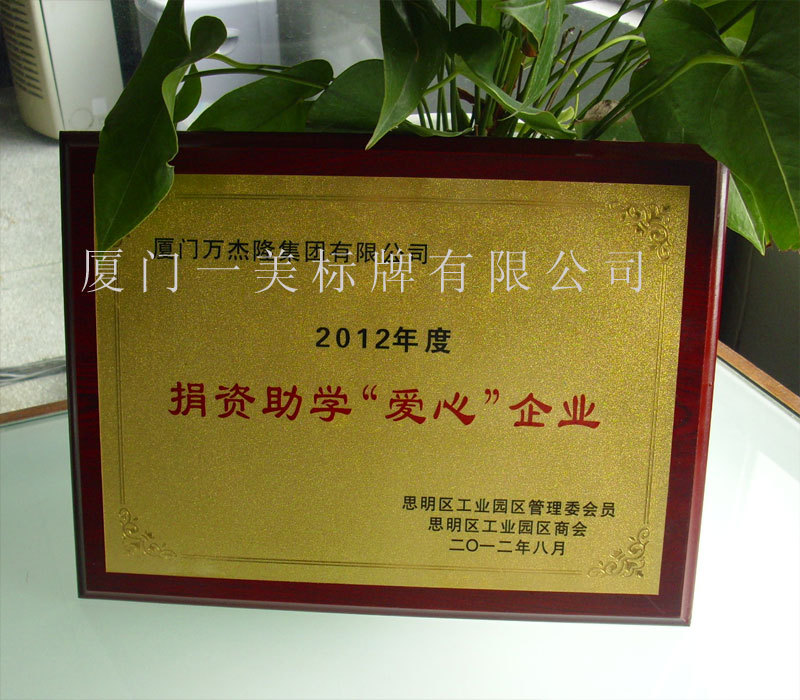 厦门万杰隆集团有限公司
厦门一美标牌有限公司
2012年度
捐资助学“爱心”企业
思明区工业园区管理委会员
思明区工业园区商会
二〇一二年八月